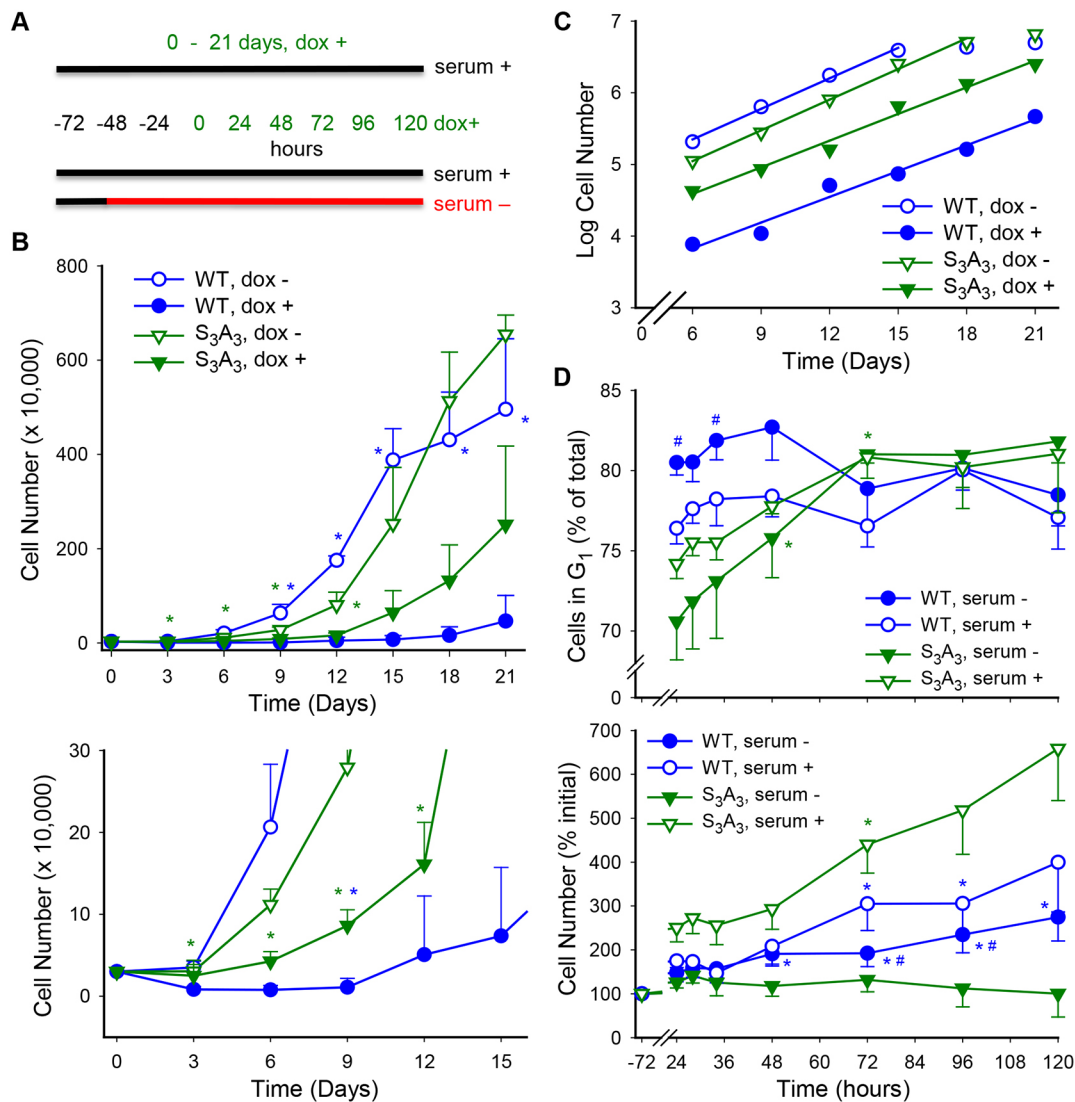 A
0 - 21 days, dox +
serum +
-72 -48 -24 0 24 48 72 96 120 dox+
hours
serum +
serum –
B
800
600
400
200
0
Cell Number (x 10,000)
WT, dox -
WT, dox +
S3A3, dox -
S3A3, dox +
* * * * * * * * *
0 3 6 9 12 15 18 21
Time (Days)
30
20
10
0
Cell Number (x 10,000)
* * * * *
0 3 6 9 12 15
Time (Days)
C
7
6
5
4
3
Log Cell Number
WT, dox -
WT, dox +
S3A3, dox -
S3A3, dox +
0 6 9 12 15 18 21
Time (Days)
D
85
80
75
70
0
Cells in G1 (% of total)
# # * *
WT, serum -
WT, serum +
S3A3, serum -
S3A3, serum +
700
600
500
400
300
200
100
0
Cell Number (% initial)
WT, serum -
WT, serum +
S3A3, serum -
S3A3, serum +
* * * * * # * # *
-72 24 36 48 60 72 84 96 108 120
Time (hours)